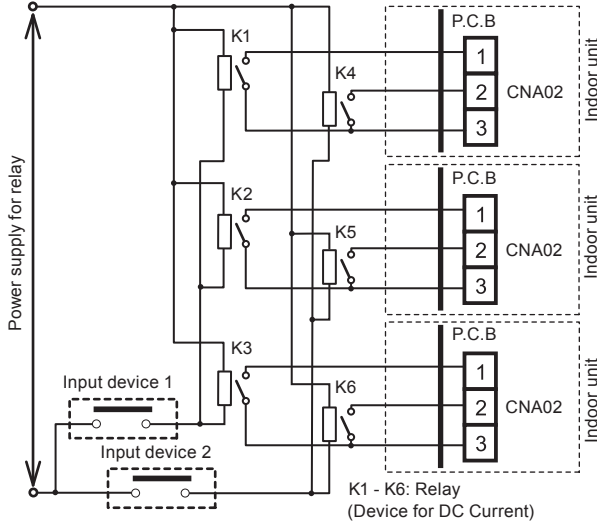 Power supply for relay
K1
K4
P.C.B
1
2
3
CNA02
Indoor unit
K2
K5
P.C.B
1
2
3
CNA02
Indoor unit
K3
K6
P.C.B
1
2
3
CNA02
Indoor unit
Input device 1
Input device 2
K1 - K6: Relay
(Device for DC Current)